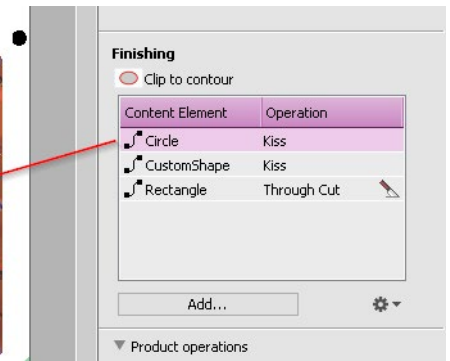 Finishing
Clip to contour
Content Element Operation
Circle Kiss
CustomShape Kiss
Rectangle Through Cut
Add...
Product operations